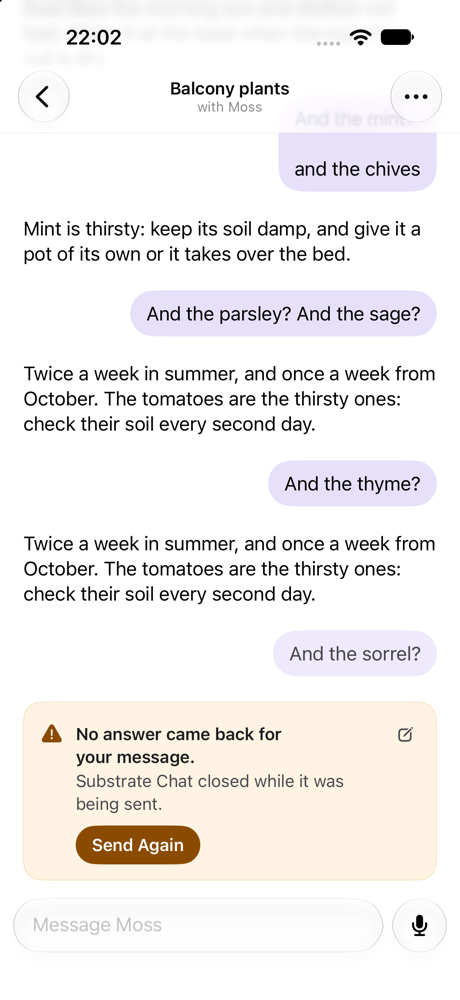 22:02
Balcony plants
with Moss
And the mint?
and the chives
Mint is thirsty: keep its soil damp, and give it a
pot of its own or it takes over the bed.
And the parsley? And the sage?
Twice a week in summer, and once a week from
October. The tomatoes are the thirsty ones:
check their soil every second day.
And the thyme?
Twice a week in summer, and once a week from
October. The tomatoes are the thirsty ones:
check their soil every second day.
And the sorrel?
No answer came back for
your message.
Substrate Chat closed while it was
being sent.
Send Again
Message Moss